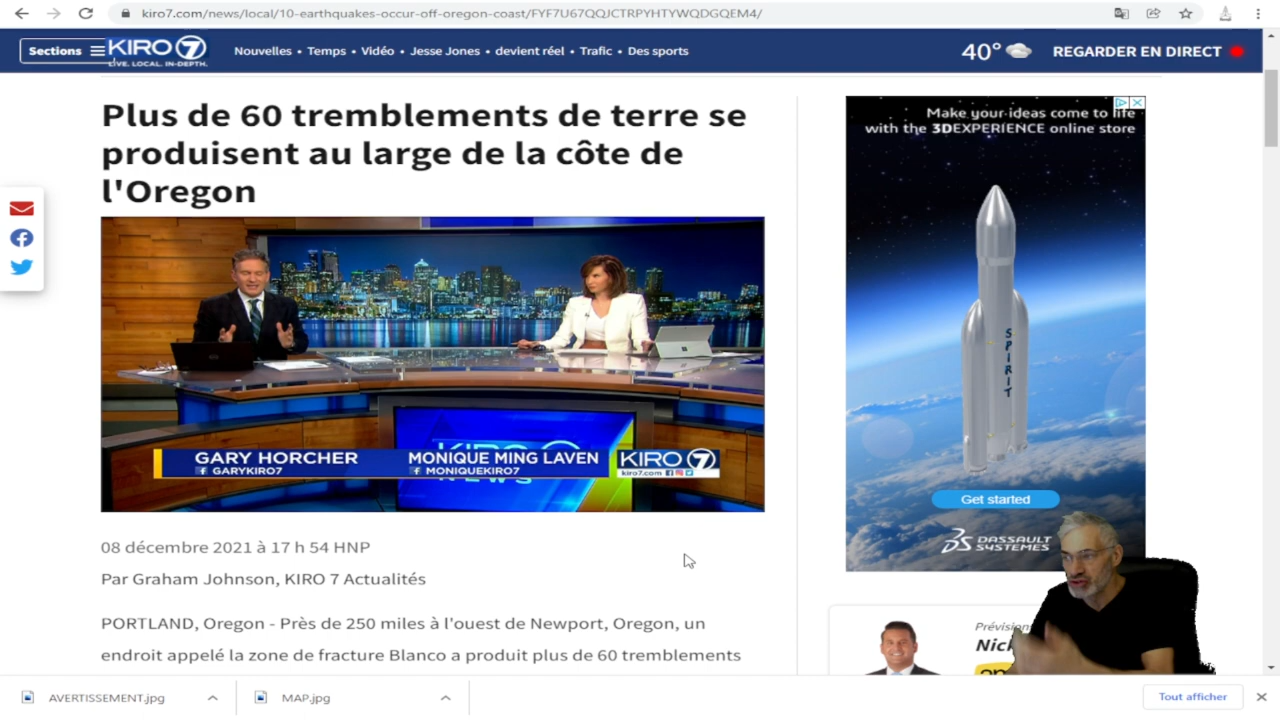 kiro7.com/news/local/10-earthquakes-occur-off-oregon-coast/FYF7U67QQJCTRPYHTYWQDGQEM4/
Sections KIRO 7
LIVE. LOCAL. IN-DEPTH.
Nouvelles • Temps • Vidéo • Jesse Jones • devient réel • Trafic • Des sports
40° REGARDER EN DIRECT
Plus de 60 tremblements de terre se
produisent au large de la côte de
l'Oregon
GARY HORCHER
GARYKIRO7
MONIQUE MING LAVEN
MONIQUEKIRO7
KIRO 7
kiro7.com
KIRO 7
NEWS
08 décembre 2021 à 17 h 54 HNP
Par Graham Johnson, KIRO 7 Actualités
PORTLAND, Oregon - Près de 250 miles à l'ouest de Newport, Oregon, un
endroit appelé la zone de fracture Blanco a produit plus de 60 tremblements
Make your ideas come to life
with the 3DEXPERIENCE online store
SPIRIT
Get started
DASSAULT
SYSTEMES
AVERTISSEMENT.jpg
MAP.jpg
Tout afficher